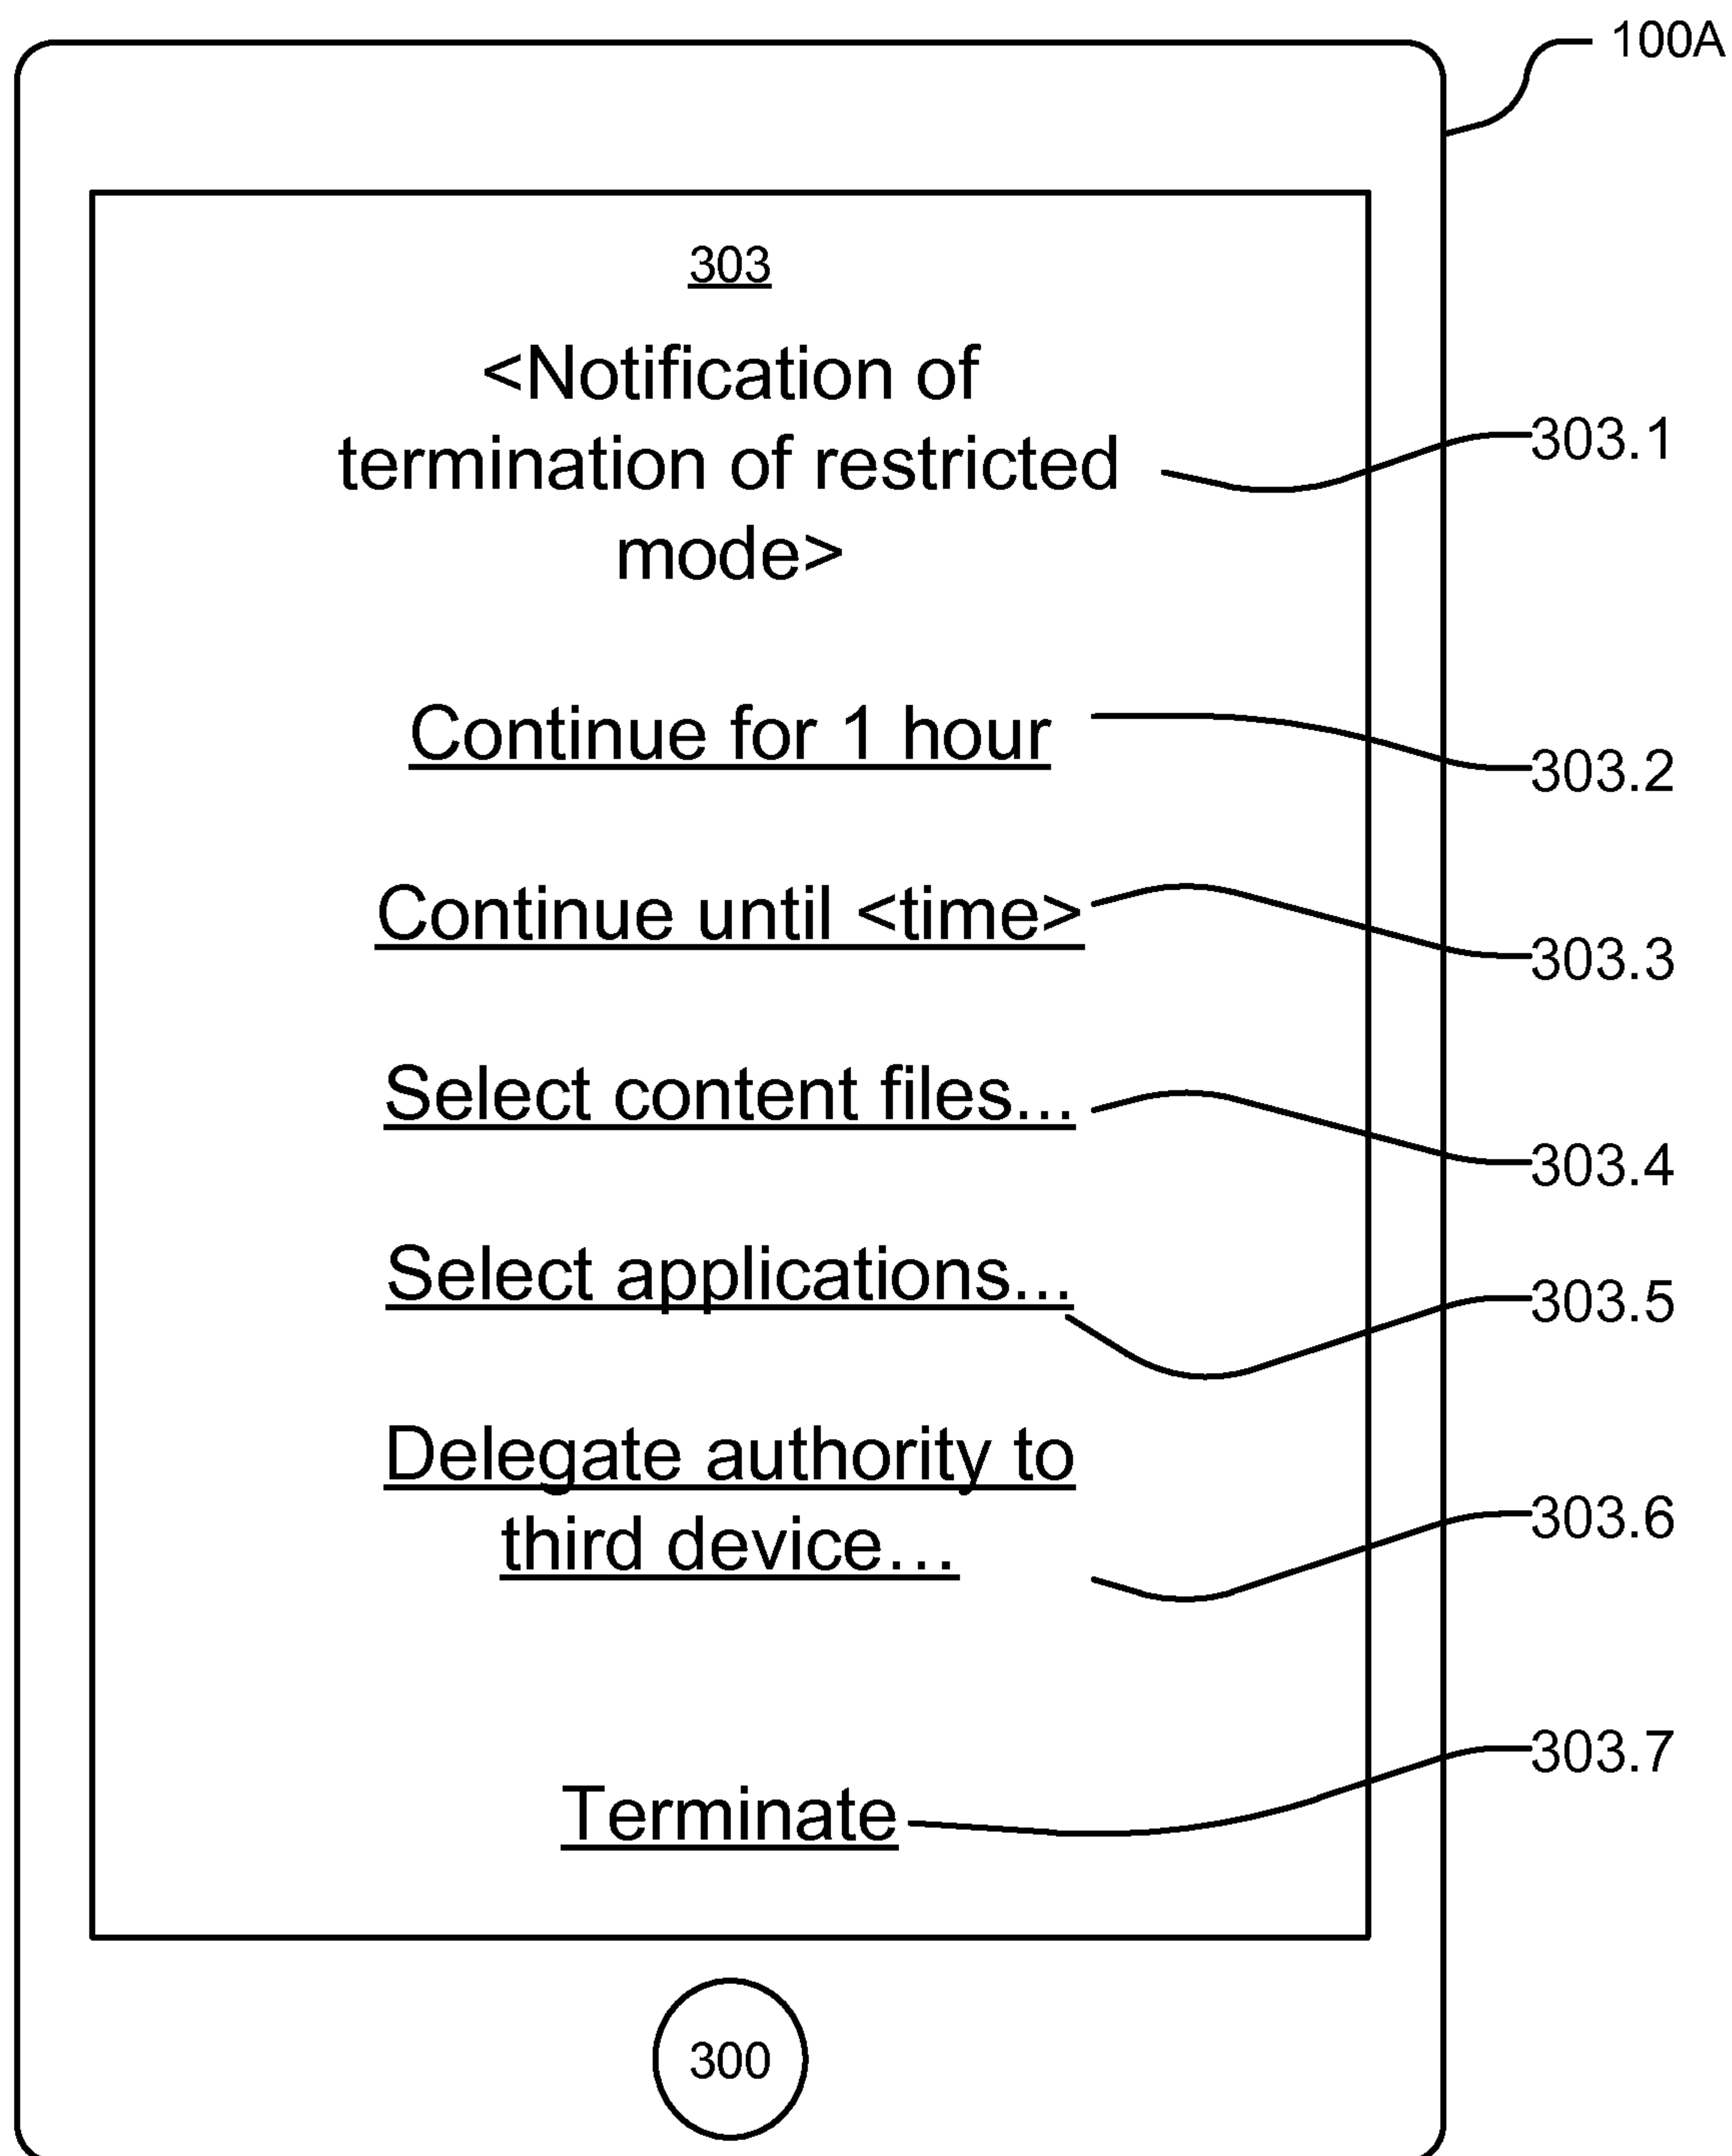 100A
303
<Notification of
termination of restricted
mode>
303.1
Continue for 1 hour
303.2
Continue until <time>
303.3
Select content files...
303.4
Select applications...
303.5
Delegate authority to
third device...
303.6
Terminate
303.7
300